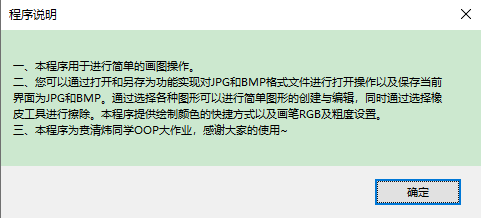 程序说明
一、本程序用于进行简单的画图操作。
二、您可以通过打开和另存为功能实现对JPG和BMP格式文件进行打开操作以及保存当前
界面为JPG和BMP。通过选择各种图形可以进行简单图形的创建与编辑，同时通过选择橡
皮工具进行擦除。本程序提供绘制颜色的快捷方式以及画笔RGB及粗度设置。
三、本程序为贲清炜同学OOP大作业，感谢大家的使用~
确定